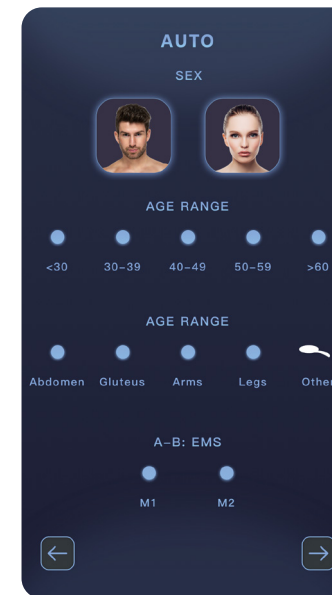 AUTO
SEX
AGE RANGE
<30 30–39 40–49 50–59 >60
AGE RANGE
Abdomen Gluteus Arms Legs Other
A–B: EMS
M1 M2